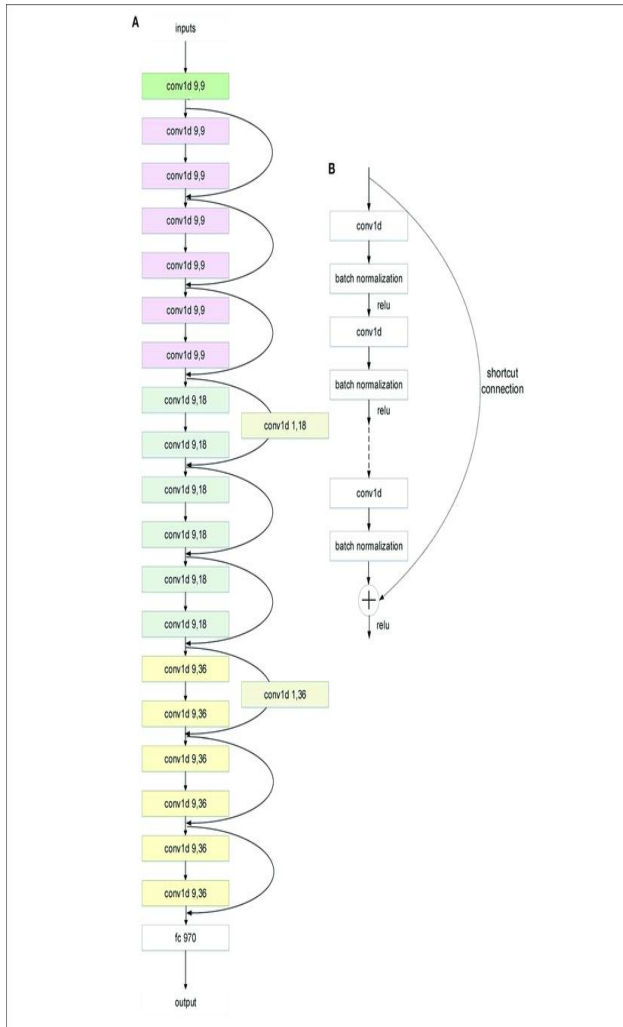 A
inputs
conv1d 9,9
conv1d 9,9
conv1d 9,9
conv1d 9,9
conv1d 9,9
conv1d 9,9
conv1d 9,9
conv1d 9,18
conv1d 1,18
conv1d 9,18
conv1d 9,18
conv1d 9,18
conv1d 9,18
conv1d 9,18
conv1d 9,36
conv1d 1,36
conv1d 9,36
conv1d 9,36
conv1d 9,36
conv1d 9,36
conv1d 9,36
fc 970
output
B
conv1d
batch normalization
relu
conv1d
batch normalization
relu
conv1d
batch normalization
+
relu
shortcut
connection